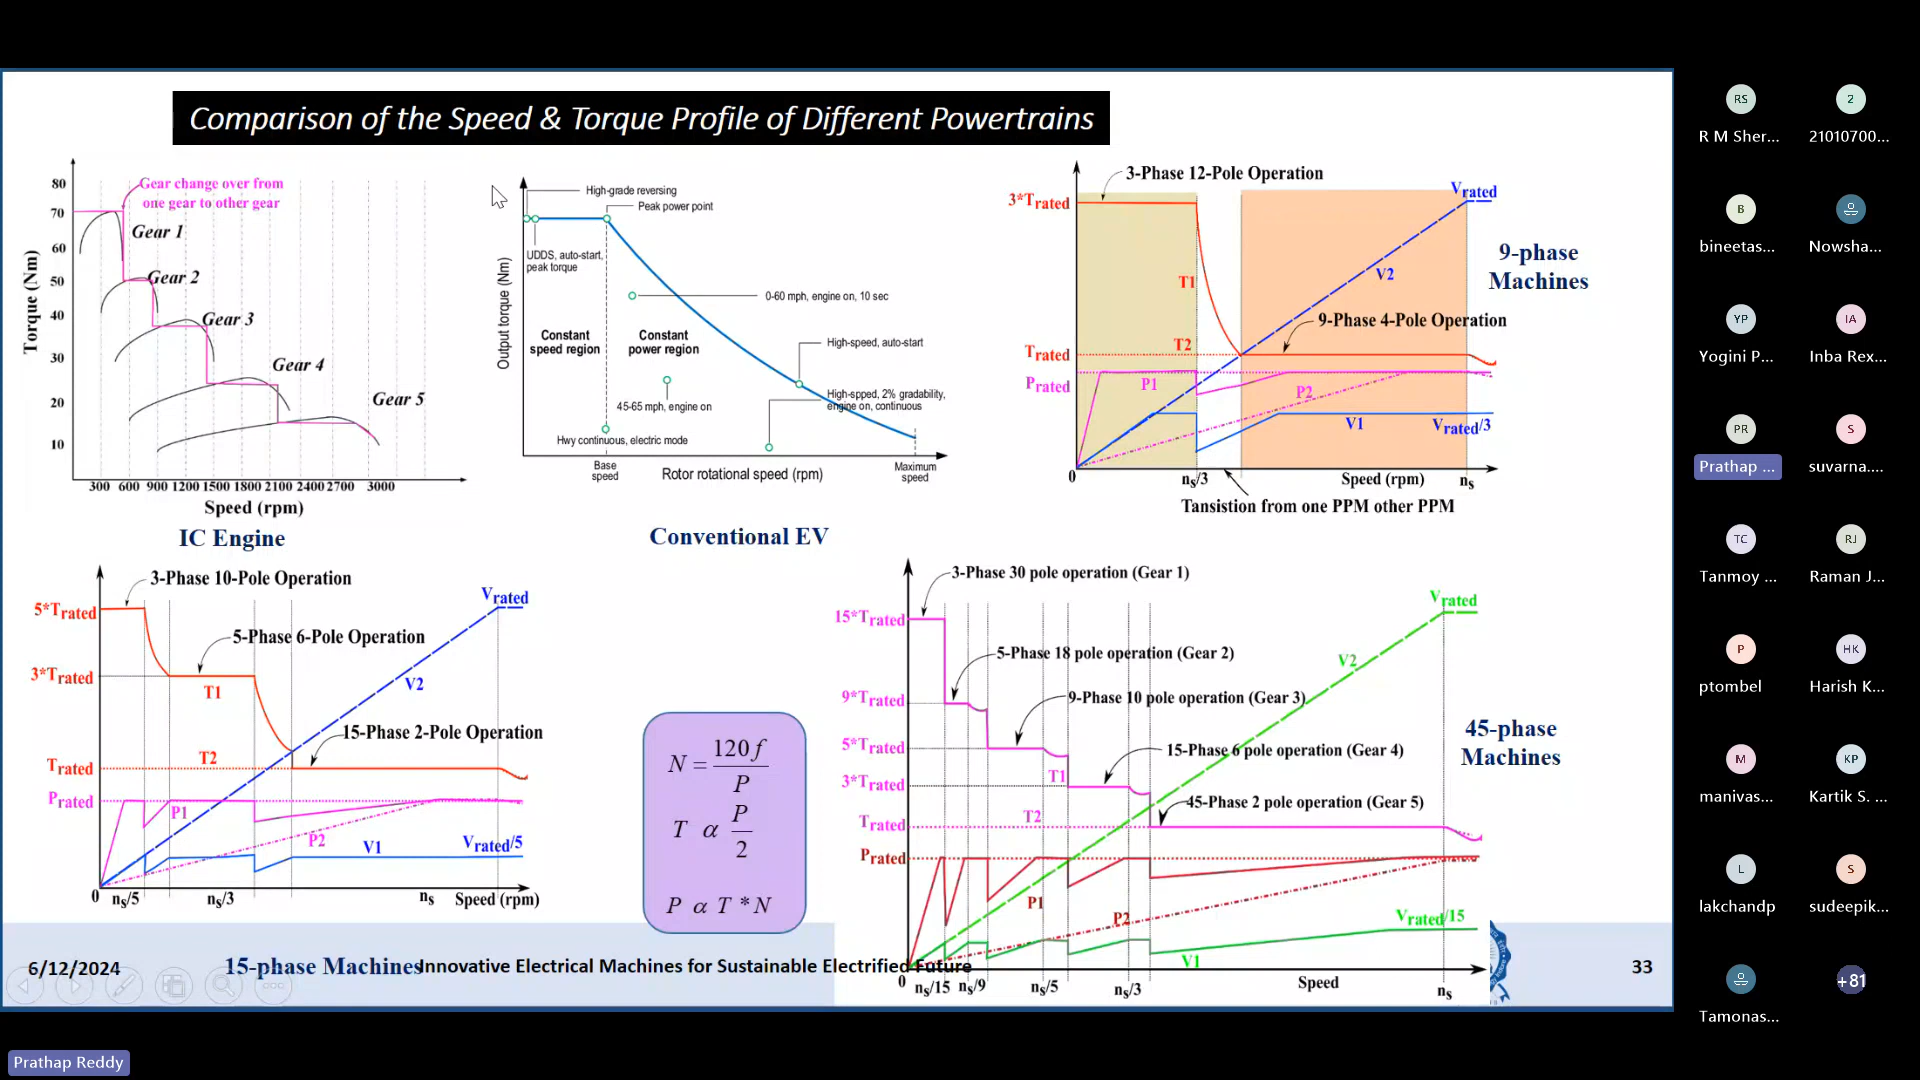 Comparison of the Speed & Torque Profile of Different Powertrains
80
70
60
50
40
30
20
10
Torque (Nm)
Gear change over from
one gear to other gear
Gear 1
Gear 2
Gear 3
Gear 4
Gear 5
300 600 900 1200 1500 1800 2100 2400 2700 3000
Speed (rpm)
IC Engine
Output torque (Nm)
High-grade reversing
Peak power point
UDDS, auto-start,
peak torque
0-60 mph, engine on, 10 sec
Constant
speed region
Constant
power region
High-speed, auto-start
45-65 mph, engine on
High-spped, 2% gradability,
engine on, continuous
Hwy continuous, electric mode
Base
speed
Rotor rotational speed (rpm)
Maximum
speed
Conventional EV
3-Phase 12-Pole Operation
3*Trated
Vrated
T1
V2
9-Phase 4-Pole Operation
Trated
T2
Prated
P1
P2
V1
Vrated/3
0
ns/3
Speed (rpm)
ns
Tansistion from one PPM other PPM
9-phase
Machines
3-Phase 10-Pole Operation
5*Trated
Vrated
5-Phase 6-Pole Operation
3*Trated
T1
V2
15-Phase 2-Pole Operation
T2
Trated
Prated
P1
P2
V1
Vrated/5
0
ns/5
ns/3
ns
Speed (rpm)
15-phase Machines
N = 120 f / P
T α P / 2
P α T * N
3-Phase 30 pole operation (Gear 1)
15*Trated
Vrated
5-Phase 18 pole operation (Gear 2)
V2
9*Trated
9-Phase 10 pole operation (Gear 3)
5*Trated
15-Phase 6 pole operation (Gear 4)
3*Trated
T1
45-Phase 2 pole operation (Gear 5)
Trated
T2
Prated
P1
P2
Vrated/15
V1
0
ns/15
ns/9
ns/5
ns/3
Speed
ns
45-phase
Machines
6/12/2024
Innovative Electrical Machines for Sustainable Electrified Future
33
RS
R M Sher...
2
21010700...
B
bineetas...
Nowsha...
YP
Yogini P...
IA
Inba Rex...
PR
Prathap ...
S
suvarna....
TC
Tanmoy ...
RJ
Raman J...
P
ptombel
HK
Harish K...
M
manivas...
KP
Kartik S. ...
L
lakchandp
S
sudeepik...
Tamonas...
+81
Prathap Reddy